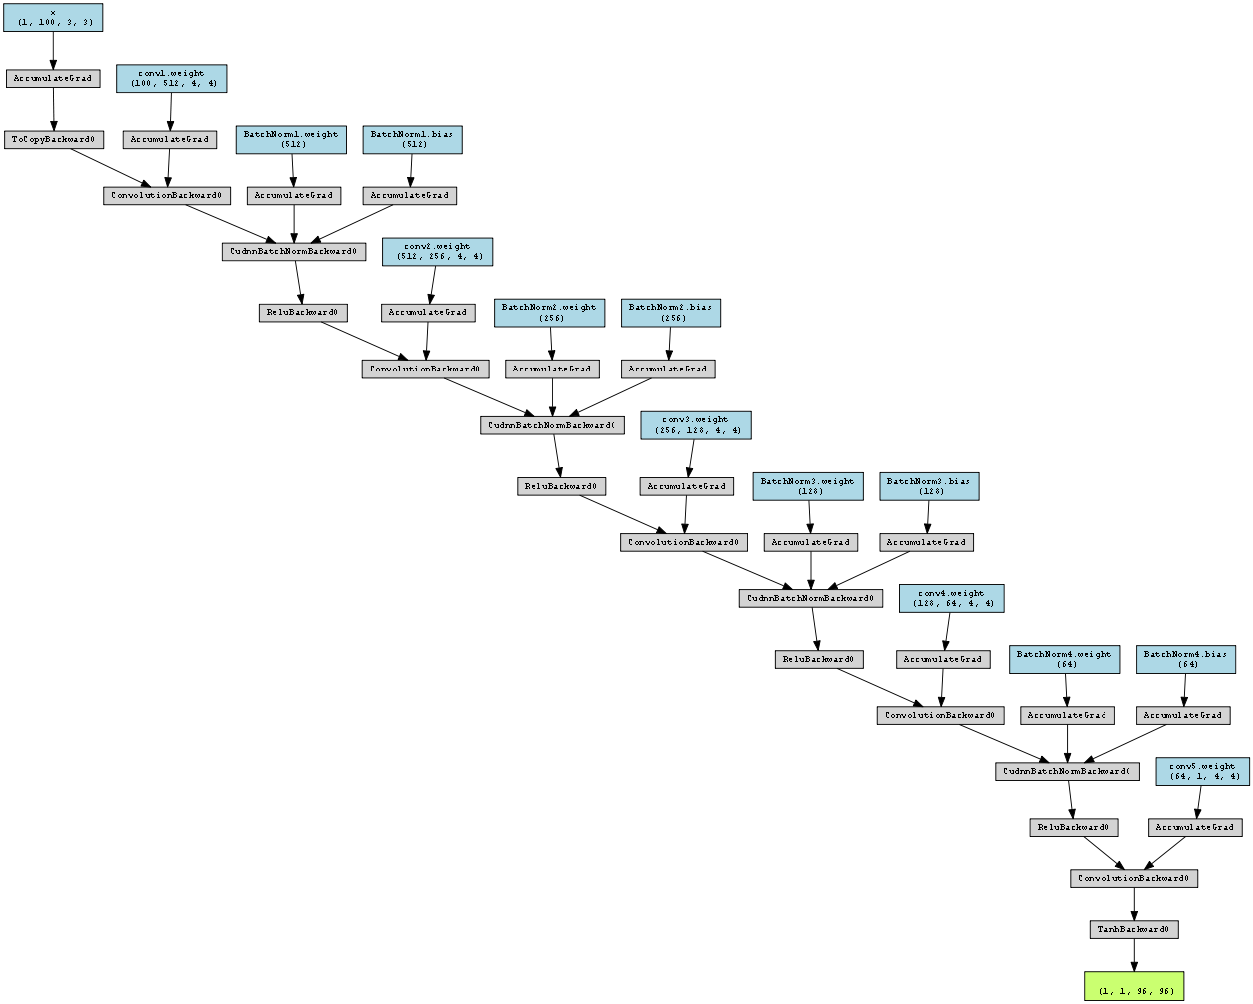 x
(1, 100, 3, 3)
AccumulateGrad
conv1.weight
(100, 512, 4, 4)
ToCopyBackward0
AccumulateGrad
BatchNorm1.weight
(512)
BatchNorm1.bias
(512)
ConvolutionBackward0
AccumulateGrad
AccumulateGrad
CudnnBatchNormBackward0
conv2.weight
(512, 256, 4, 4)
ReluBackward0
AccumulateGrad
BatchNorm2.weight
(256)
BatchNorm2.bias
(256)
ConvolutionBackward0
AccumulateGrad
AccumulateGrad
CudnnBatchNormBackward(
conv3.weight
(256, 128, 4, 4)
ReluBackward0
AccumulateGrad
BatchNorm3.weight
(128)
BatchNorm3.bias
(128)
ConvolutionBackward0
AccumulateGrad
AccumulateGrad
CudnnBatchNormBackward0
conv4.weight
(128, 64, 4, 4)
ReluBackward0
AccumulateGrad
BatchNorm4.weight
(64)
BatchNorm4.bias
(64)
ConvolutionBackward0
AccumulateGrad
AccumulateGrad
CudnnBatchNormBackward(
conv5.weight
(64, 1, 4, 4)
ReluBackward0
AccumulateGrad
ConvolutionBackward0
TanhBackward0
(1, 1, 96, 96)